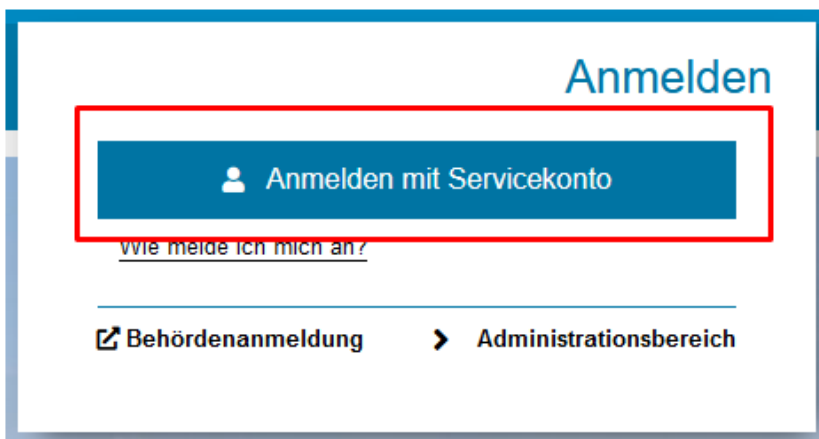 Anmelden
Anmelden mit Servicekonto
Wie melde ich mich an?
Behördenanmeldung
Administrationsbereich